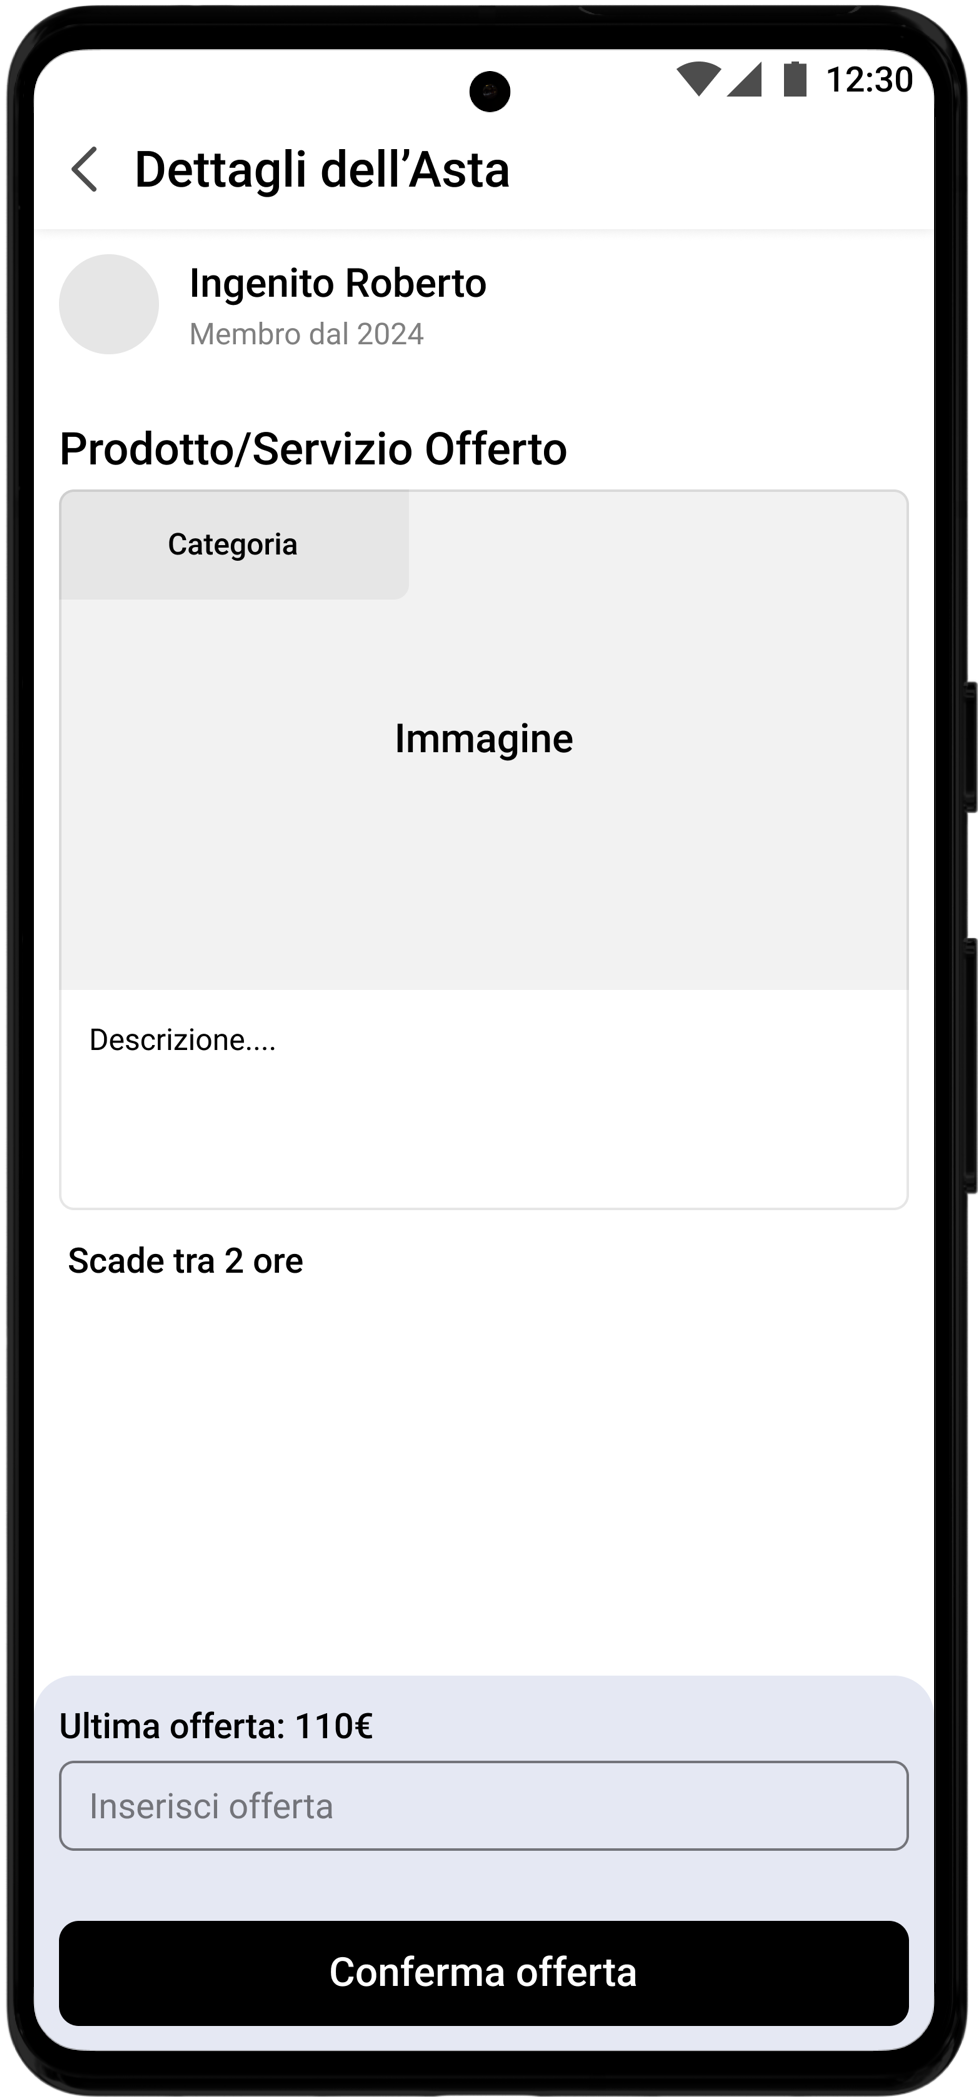 12:30
Dettagli dell’Asta
Ingenito Roberto
Membro dal 2024
Prodotto/Servizio Offerto
Categoria
Immagine
Descrizione....
Scade tra 2 ore
Ultima offerta: 110€
Inserisci offerta
Conferma offerta